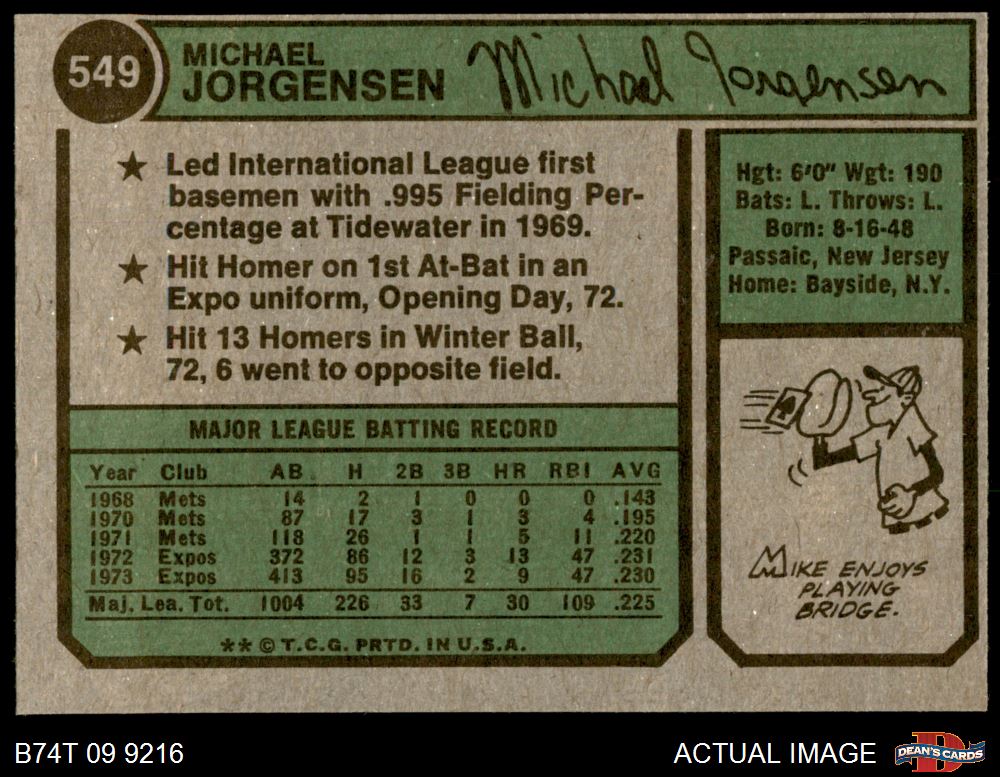 549
MICHAEL
JORGENSEN
Michael Jorgensen
★ Led International League first
basemen with .995 Fielding Per-
centage at Tidewater in 1969.
★ Hit Homer on 1st At-Bat in an
Expo uniform, Opening Day, 72.
★ Hit 13 Homers in Winter Ball,
72, 6 went to opposite field.
MAJOR LEAGUE BATTING RECORD
Year Club AB H 2B 3B HR RBI AVG
1968 Mets 14 2 1 0 0 0 .143
1970 Mets 87 17 3 1 3 4 .195
1971 Mets 118 26 1 1 5 11 .220
1972 Expos 372 86 12 3 13 47 .231
1973 Expos 413 95 16 2 9 47 .230
Maj. Lea. Tot. 1004 226 33 7 30 109 .225
** © T.C.G. PRTD. IN U.S.A.
Hgt: 6'0" Wgt: 190
Bats: L. Throws: L.
Born: 8-16-48
Passaic, New Jersey
Home: Bayside, N.Y.
MIKE ENJOYS
PLAYING
BRIDGE.
B74T 09 9216
ACTUAL IMAGE
D
DEAN'S CARDS